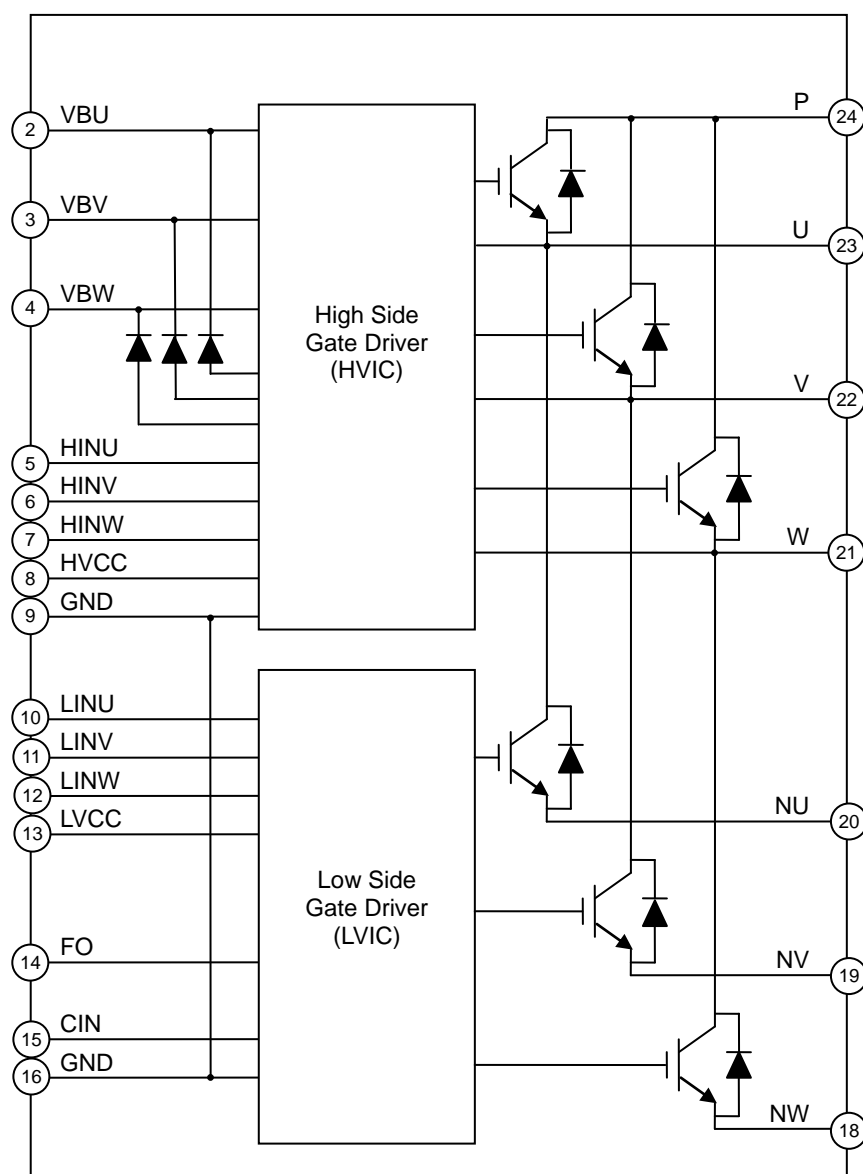 2 VBU
3 VBV
4 VBW
5 HINU
6 HINV
7 HINW
8 HVCC
9 GND
10 LINU
11 LINV
12 LINW
13 LVCC
14 FO
15 CIN
16 GND
High Side
Gate Driver
(HVIC)
Low Side
Gate Driver
(LVIC)
P 24
U 23
V 22
W 21
NU 20
NV 19
NW 18